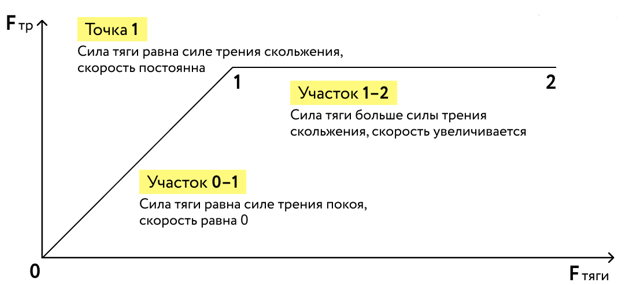 F тр
Точка 1
Сила тяги равна силе трения скольжения,
скорость постоянна
1
2
Участок 1–2
Сила тяги больше силы трения
скольжения, скорость увеличивается
Участок 0–1
Сила тяги равна силе трения покоя,
скорость равна 0
0
F тяги